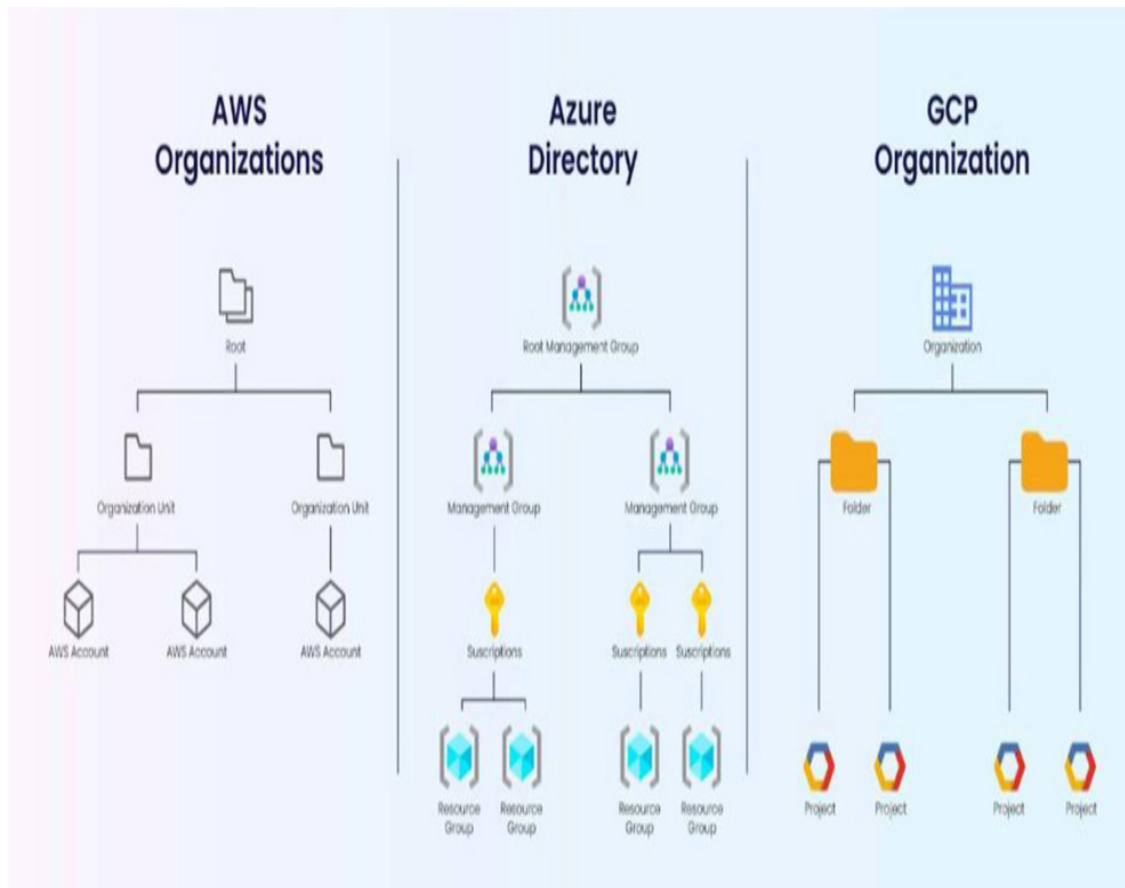 AWS
Organizations
Azure
Directory
GCP
Organization
Root
Root Management Group
Organization
Organization Unit
Organization Unit
Management Group
Management Group
Folder
Folder
AWS Account
AWS Account
AWS Account
Suscriptions
Suscriptions
Suscriptions
Resource
Group
Resource
Group
Resource
Group
Resource
Group
Project
Project
Project
Project